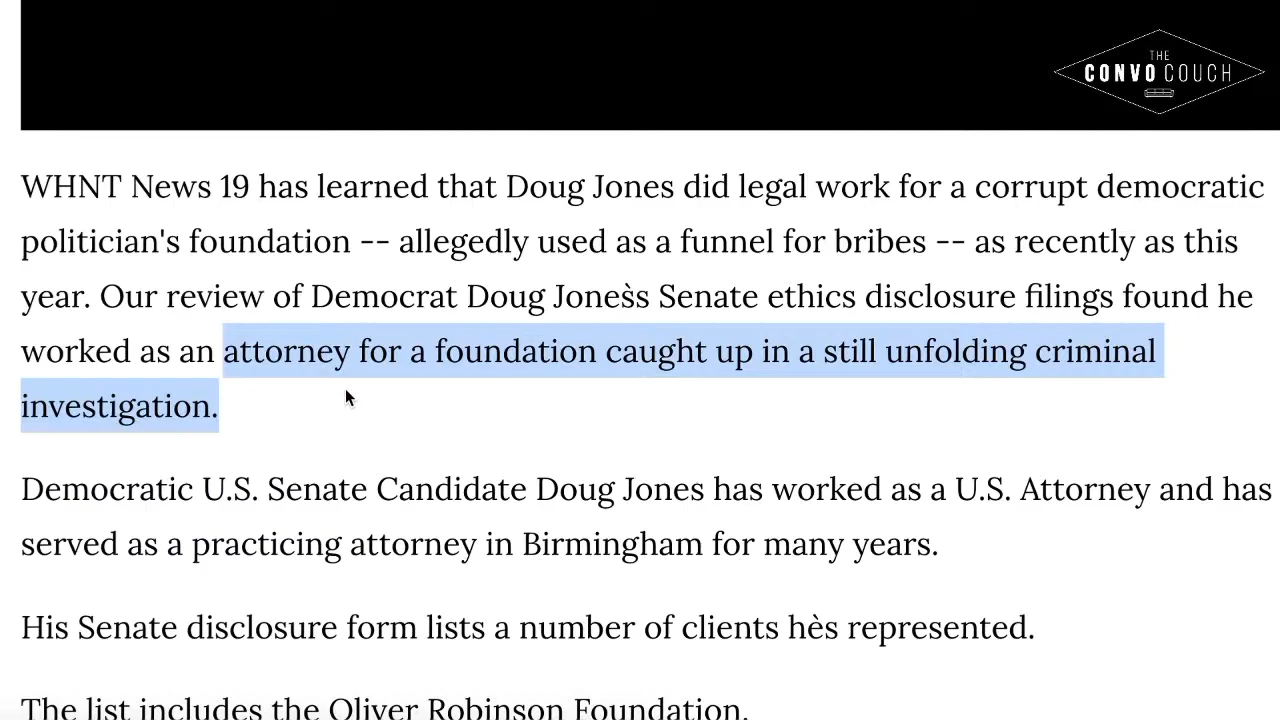 THE
CONVO COUCH
WHNT News 19 has learned that Doug Jones did legal work for a corrupt democratic
politician's foundation -- allegedly used as a funnel for bribes -- as recently as this
year. Our review of Democrat Doug Jones̀s Senate ethics disclosure filings found he
worked as an attorney for a foundation caught up in a still unfolding criminal
investigation.
Democratic U.S. Senate Candidate Doug Jones has worked as a U.S. Attorney and has
served as a practicing attorney in Birmingham for many years.
His Senate disclosure form lists a number of clients hès represented.
The list includes the Oliver Robinson Foundation.